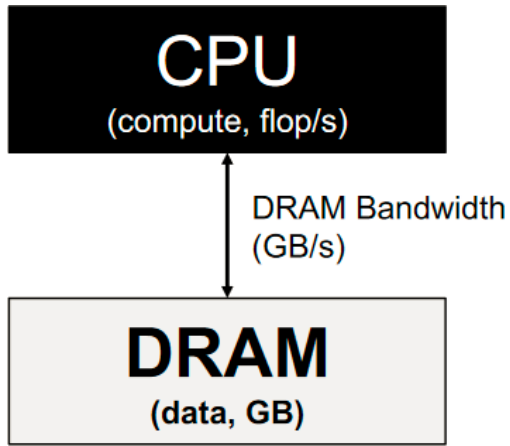 CPU
(compute, flop/s)
DRAM Bandwidth
(GB/s)
DRAM
(data, GB)